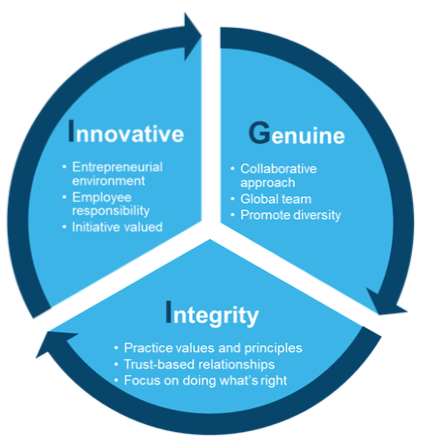 Innovative
• Entrepreneurial
environment
• Employee
responsibility
• Initiative valued
Genuine
• Collaborative
approach
• Global team
• Promote diversity
Integrity
• Practice values and principles
• Trust-based relationships
• Focus on doing what's right